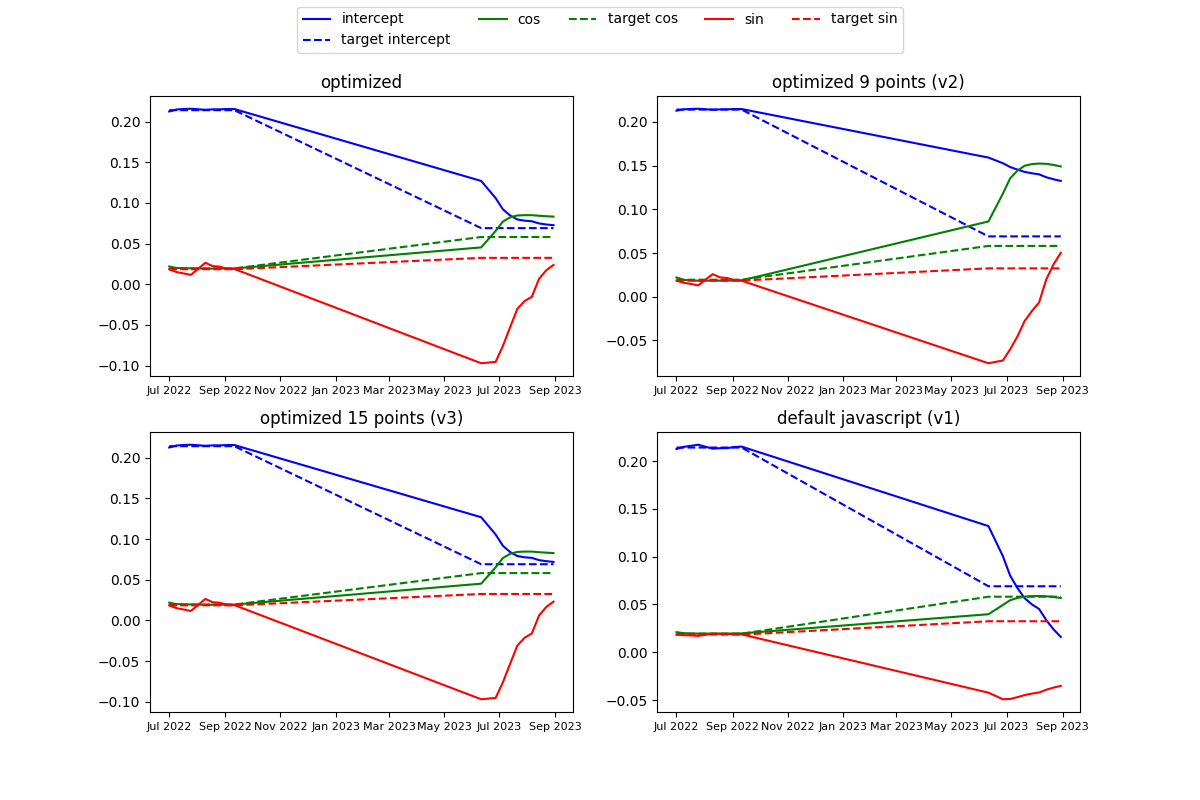 intercept
target intercept
cos
target cos
sin
target sin
optimized
0.20
0.15
0.10
0.05
0.00
−0.05
−0.10
Jul 2022 Sep 2022 Nov 2022 Jan 2023 Mar 2023 May 2023 Jul 2023 Sep 2023
optimized 9 points (v2)
0.20
0.15
0.10
0.05
0.00
−0.05
Jul 2022 Sep 2022 Nov 2022 Jan 2023 Mar 2023 May 2023 Jul 2023 Sep 2023
optimized 15 points (v3)
0.20
0.15
0.10
0.05
0.00
−0.05
−0.10
Jul 2022 Sep 2022 Nov 2022 Jan 2023 Mar 2023 May 2023 Jul 2023 Sep 2023
default javascript (v1)
0.20
0.15
0.10
0.05
0.00
−0.05
Jul 2022 Sep 2022 Nov 2022 Jan 2023 Mar 2023 May 2023 Jul 2023 Sep 2023